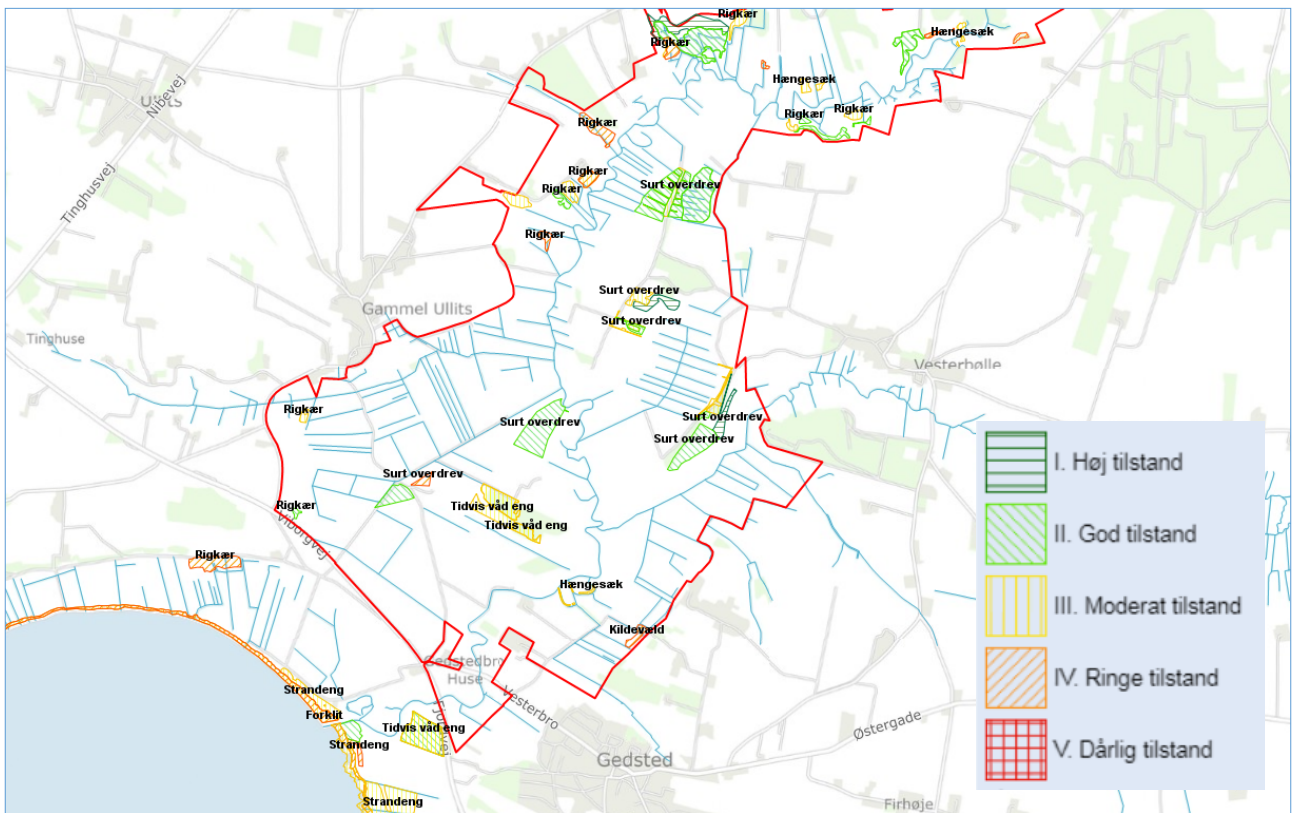 Rigkær
Hængesæk
Rigkær
Hængesæk
Nibevej
Ullits
Rigkær
Rigkær
Rigkær
Rigkær
Rigkær
Surt overdrev
Tinghusvej
Rigkær
Surt overdrev
Gammel Ullits
Surt overdrev
Tinghuse
Vesterbølle
Rigkær
Surt overdrev
Surt overdrev
Surt overdrev
Surt overdrev
I. Høj tilstand
Rigkær
Viborgvej
Tidvis våd eng
Tidvis våd eng
II. God tilstand
Rigkær
Hængesæk
III. Moderat tilstand
Kildevæld
Gedstedbro
Huse
Strandeng
Vesterbro
IV. Ringe tilstand
Forklit
Fjordvej
Tidvis våd eng
Østergade
Strandeng
V. Dårlig tilstand
Gedsted
Strandeng
Firhøje